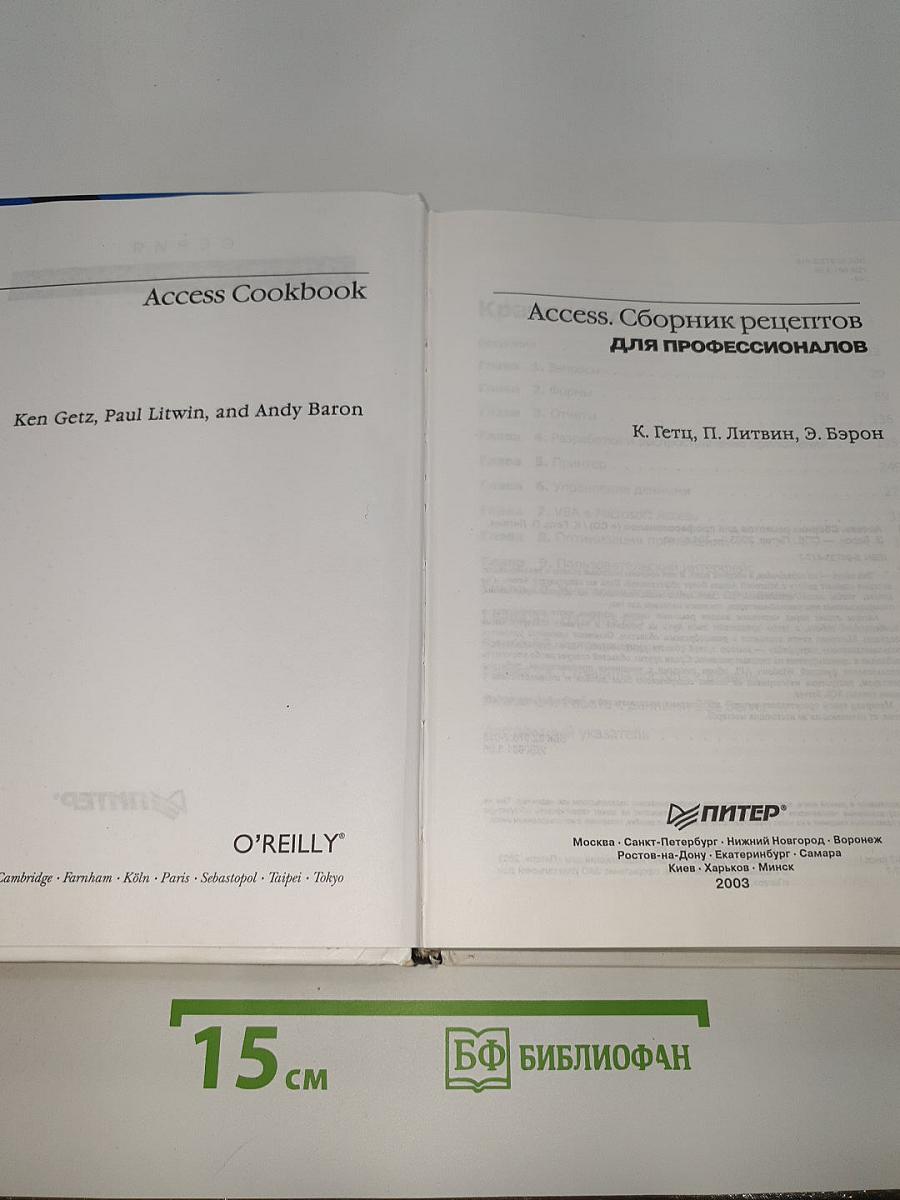 Access Cookbook
Ken Getz, Paul Litwin, and Andy Baron
O'REILLY®
Cambridge · Farnham · Köln · Paris · Sebastopol · Taipei · Tokyo
Access. Сборник рецептов
ДЛЯ ПРОФЕССИОНАЛОВ
К. Гетц, П. Литвин, Э. Бэрон
ПИТЕР®
Москва · Санкт-Петербург · Нижний Новгород · Воронеж
Ростов-на-Дону · Екатеринбург · Самара
Киев · Харьков · Минск
2003
15 см
БФ БИБЛИОФАН